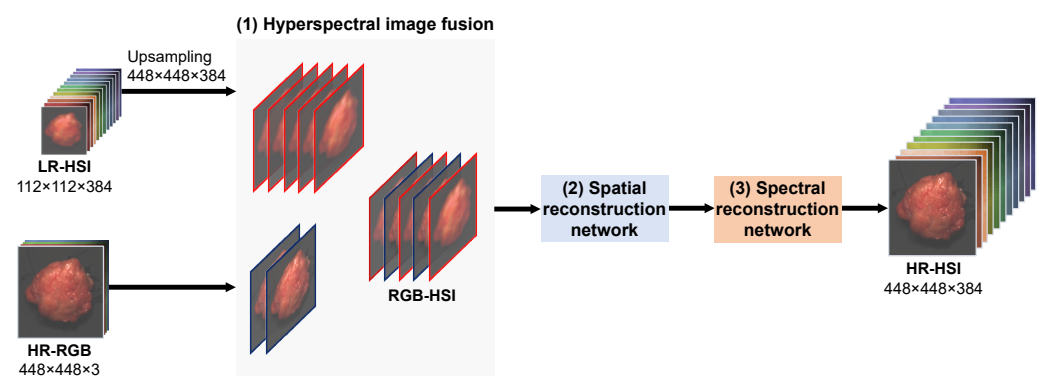 (1) Hyperspectral image fusion
Upsampling
448×448×384
LR-HSI
112×112×384
HR-RGB
448×448×3
RGB-HSI
(2) Spatial
reconstruction
network
(3) Spectral
reconstruction
network
HR-HSI
448×448×384